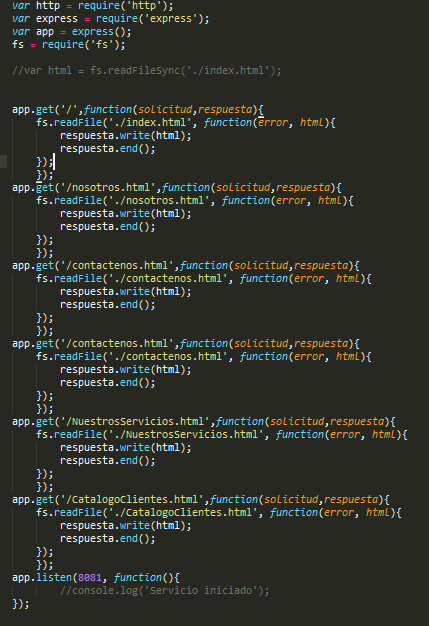 var http = require('http');
var express = require('express');
var app = express();
fs = require('fs');
//var html = fs.readFileSync('./index.html');
app.get('/',function(solicitud,respuesta){
    fs.readFile('./index.html', function(error, html){
        respuesta.write(html);
        respuesta.end();
    });
    });
app.get('/nosotros.html',function(solicitud,respuesta){
    fs.readFile('./nosotros.html', function(error, html){
        respuesta.write(html);
        respuesta.end();
    });
    });
app.get('/contactenos.html',function(solicitud,respuesta){
    fs.readFile('./contactenos.html', function(error, html){
        respuesta.write(html);
        respuesta.end();
    });
    });
app.get('/contactenos.html',function(solicitud,respuesta){
    fs.readFile('./contactenos.html', function(error, html){
        respuesta.write(html);
        respuesta.end();
    });
    });
app.get('/NuestrosServicios.html',function(solicitud,respuesta){
    fs.readFile('./NuestrosServicios.html', function(error, html){
        respuesta.write(html);
        respuesta.end();
    });
    });
app.get('/CatalogoClientes.html',function(solicitud,respuesta){
    fs.readFile('./CatalogoClientes.html', function(error, html){
        respuesta.write(html);
        respuesta.end();
    });
    });
app.listen(8081, function(){
        //console.log('Servicio iniciado');
});